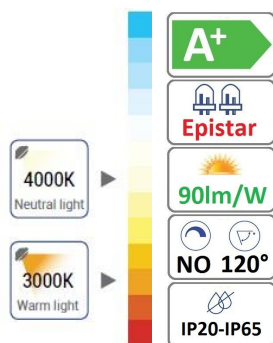 A+
Epistar
4000K
Neutral light
90lm/W
3000K
Warm light
NO 120°
IP20-IP65